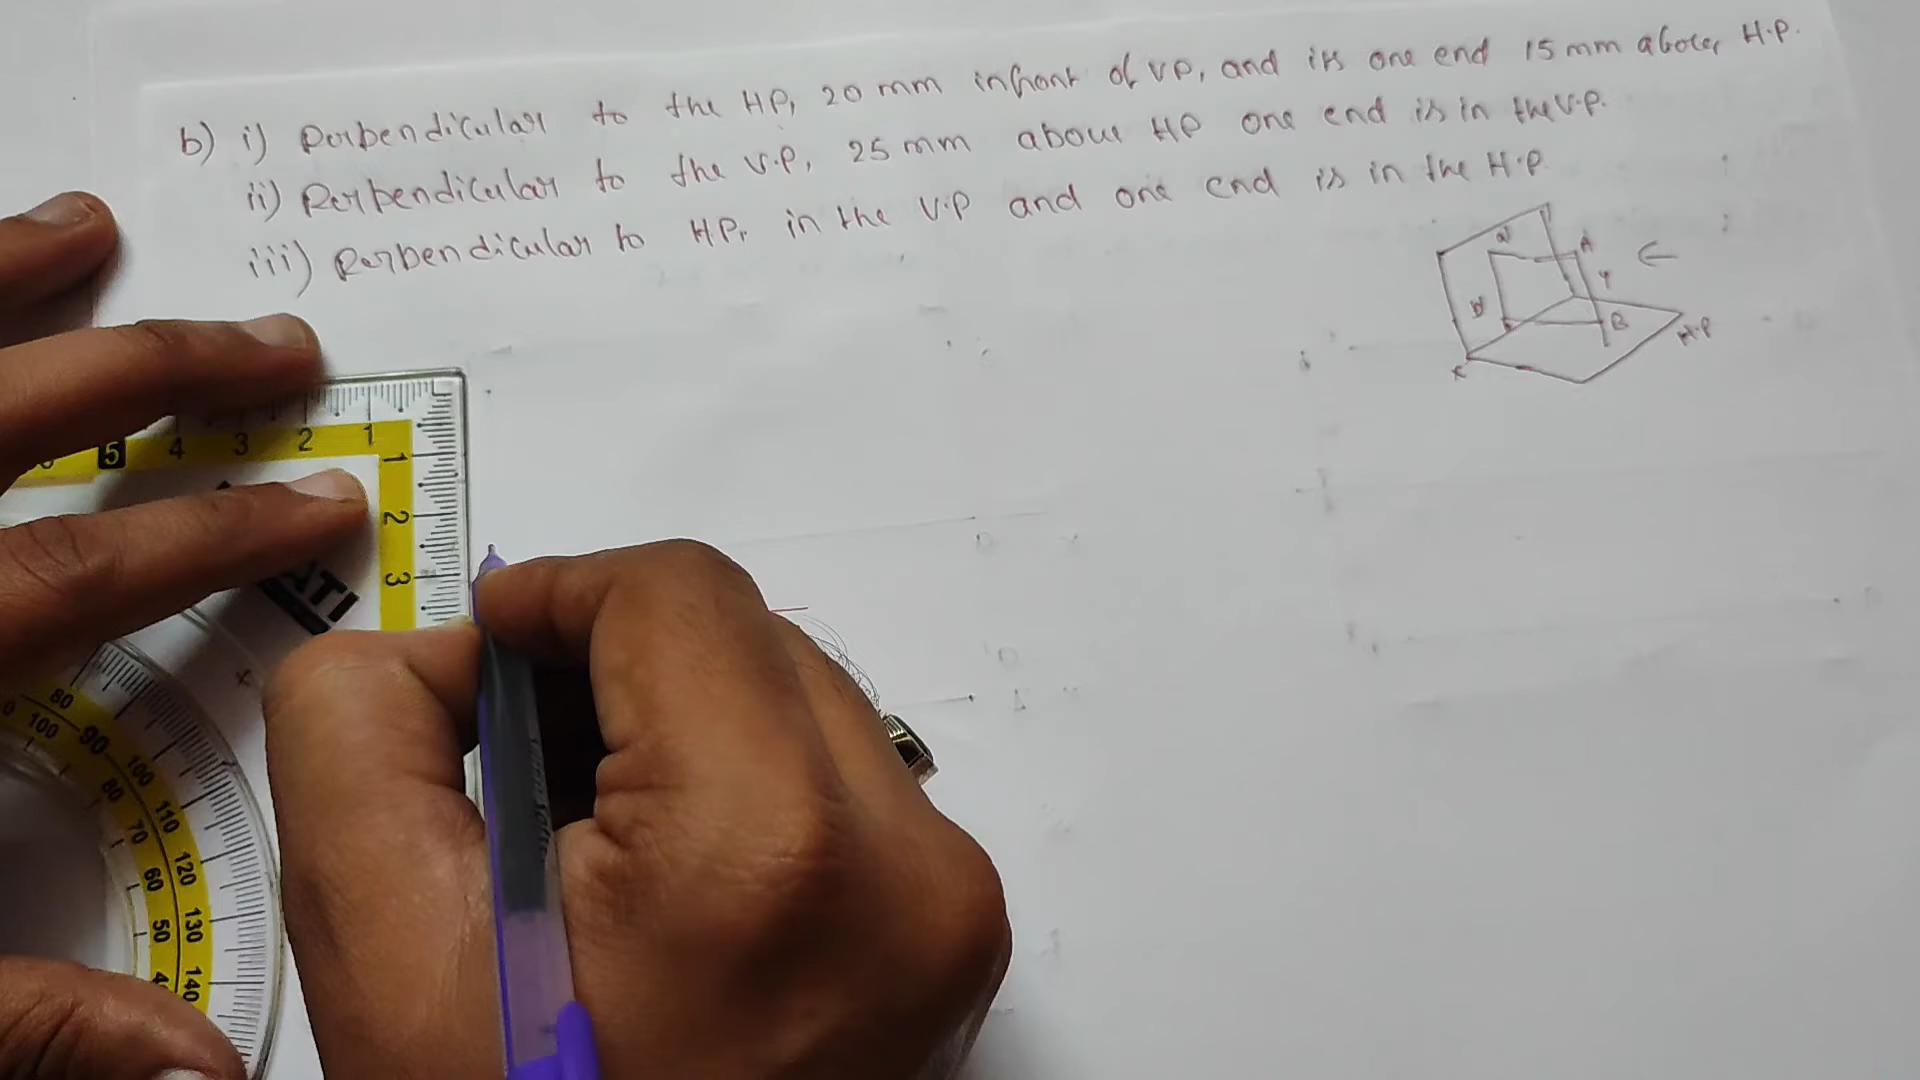 b) i) Perpendicular to the HP, 20 mm infront of VP, and its one end 15 mm above H.P.
ii) Perpendicular to the V.P, 25 mm above HP one end is in the V.P.
iii) Perpendicular to HP, in the V.P and one end is in the H.P
a' A
Y
b' B
H.P
X
1 2 3 4 5
1
2
3
ATI
80 90 100 110 120 130 140
100 80 70 60 50